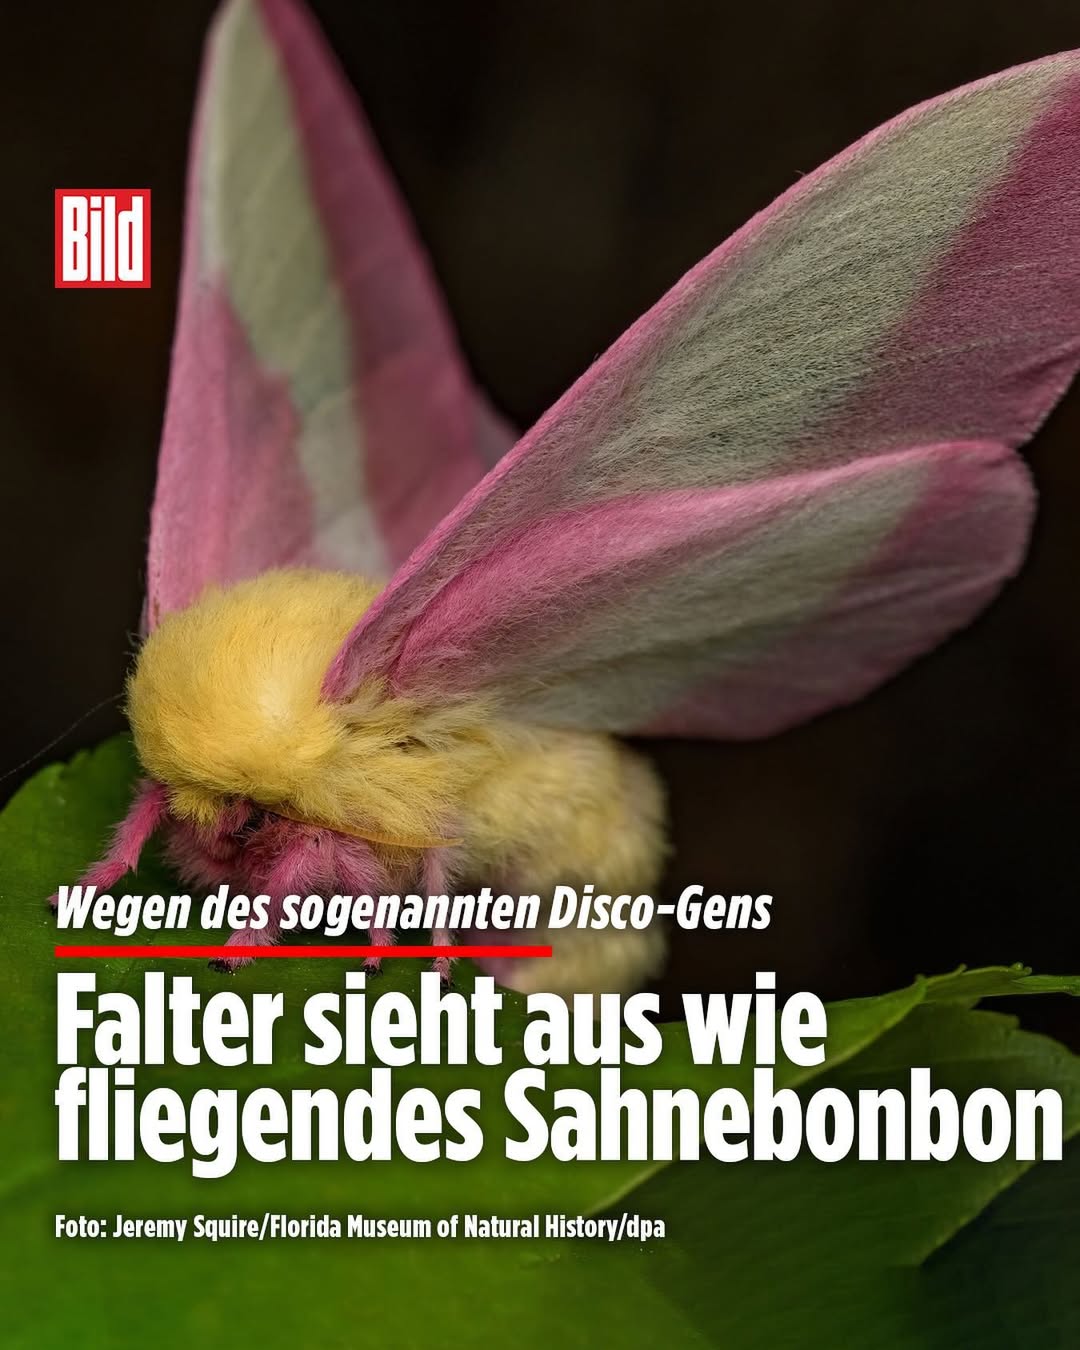 Bild
Wegen des sogenannten Disco-Gens
Falter sieht aus wie
fliegendes Sahnebonbon
Foto: Jeremy Squire/Florida Museum of Natural History/dpa